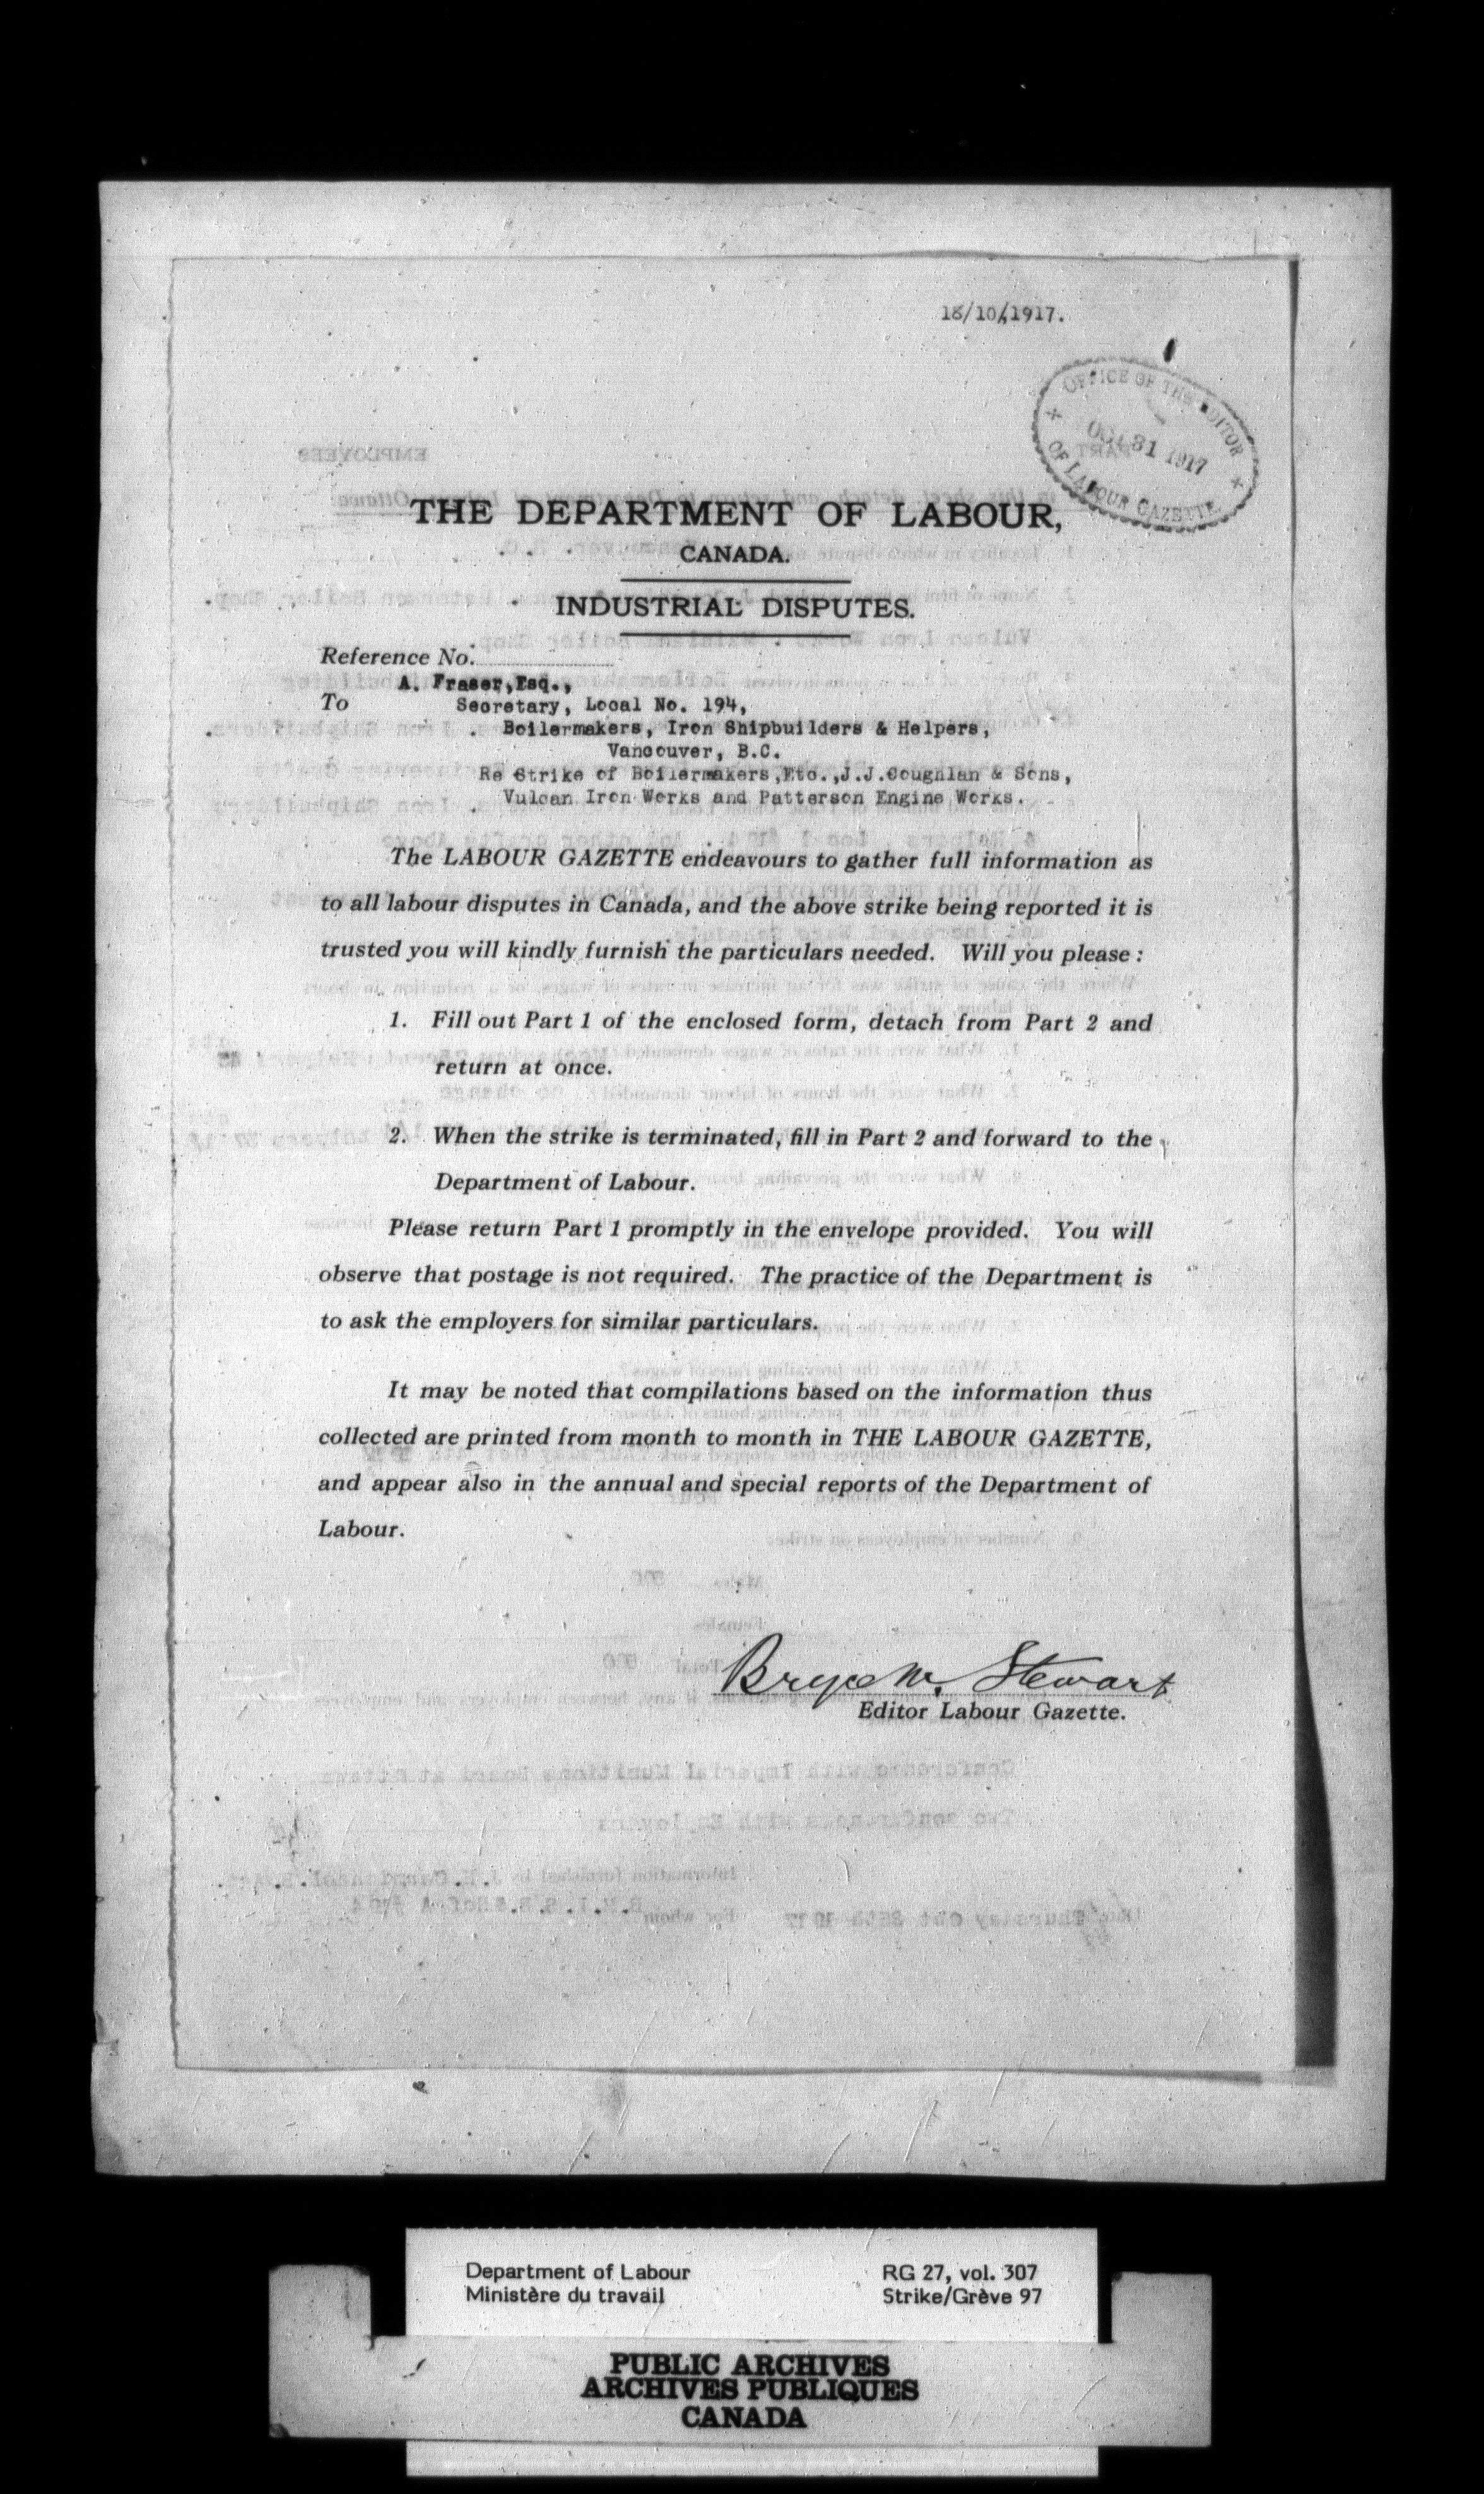 18/10/1917.
OFFICE OF THE EDITOR
OCT 31 1917
OF LABOUR GAZETTE
THE DEPARTMENT OF LABOUR,
CANADA.
INDUSTRIAL DISPUTES.
Reference No.
A. Fraser,Esq.,
To Secretary, Local No. 194,
Boilermakers, Iron Shipbuilders & Helpers,
Vancouver, B.C.
Re Strike of Boilermakers,Etc.,J.J.Coughlan & Sons,
Vulcan Iron Works and Patterson Engine Works.
The LABOUR GAZETTE endeavours to gather full information as
to all labour disputes in Canada, and the above strike being reported it is
trusted you will kindly furnish the particulars needed. Will you please :
1. Fill out Part 1 of the enclosed form, detach from Part 2 and
return at once.
2. When the strike is terminated, fill in Part 2 and forward to the
Department of Labour.
Please return Part 1 promptly in the envelope provided. You will
observe that postage is not required. The practice of the Department is
to ask the employers for similar particulars.
It may be noted that compilations based on the information thus
collected are printed from month to month in THE LABOUR GAZETTE,
and appear also in the annual and special reports of the Department of
Labour.
Bryce M. Stewart
Editor Labour Gazette.
Department of Labour
Ministère du travail
RG 27, vol. 307
Strike/Grève 97
PUBLIC ARCHIVES
ARCHIVES PUBLIQUES
CANADA